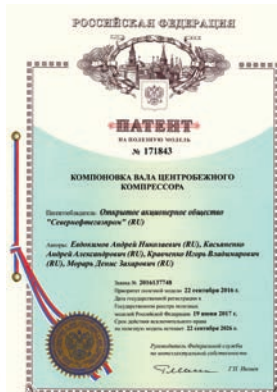 РОССИЙСКАЯ ФЕДЕРАЦИЯ
ПАТЕНТ
НА ПОЛЕЗНУЮ МОДЕЛЬ
№ 171843
КОМПОНОВКА ВАЛА ЦЕНТРОБЕЖНОГО
КОМПРЕССОРА
Патентообладатель: Открытое акционерное общество
"Севернефтегазпром" (RU)
Авторы: Евдокимов Андрей Николаевич (RU), Касьяненко
Андрей Александрович (RU), Кравченко Игорь Владимирович
(RU), Морарь Денис Захарович (RU)
Заявка № 2016137748
Приоритет полезной модели 22 сентября 2016 г.
Дата государственной регистрации в
Государственном реестре полезных
моделей Российской Федерации 19 июня 2017 г.
Срок действия исключительного права
на полезную модель истекает 22 сентября 2026 г.
Руководитель Федеральной службы
по интеллектуальной собственности
Г.П. Ивлиев